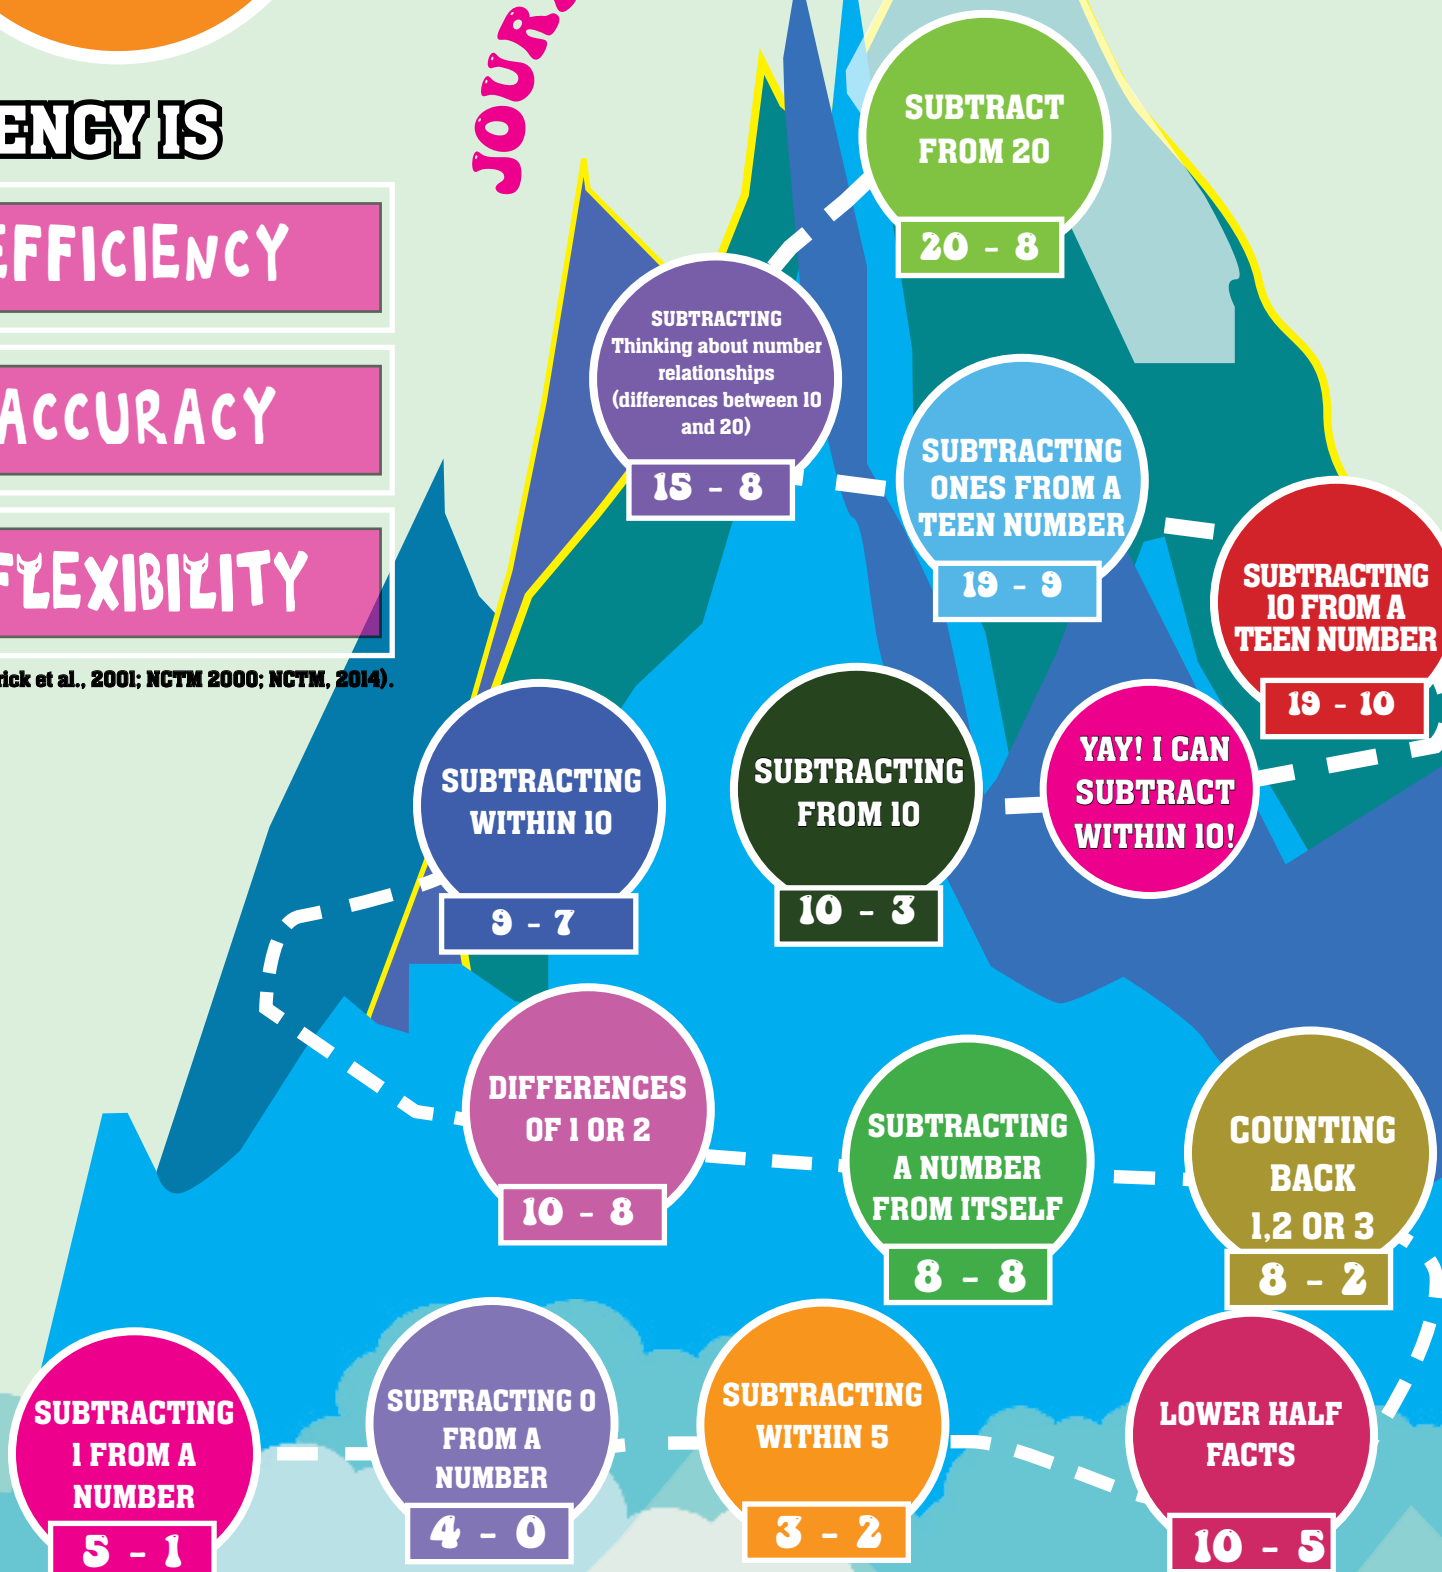 JOUR
ENCY IS
EFFICIENCY
ACCURACY
FLEXIBILITY
rick et al., 2001; NCTM 2000; NCTM, 2014).
SUBTRACT
FROM 20
20 - 8
SUBTRACTING
Thinking about number
relationships
(differences between 10
and 20)
15 - 8
SUBTRACTING
ONES FROM A
TEEN NUMBER
19 - 9
SUBTRACTING
10 FROM A
TEEN NUMBER
19 - 10
SUBTRACTING
WITHIN 10
9 - 7
SUBTRACTING
FROM 10
10 - 3
YAY! I CAN
SUBTRACT
WITHIN 10!
DIFFERENCES
OF 1 OR 2
10 - 8
SUBTRACTING
A NUMBER
FROM ITSELF
8 - 8
COUNTING
BACK
1,2 OR 3
8 - 2
SUBTRACTING
1 FROM A
NUMBER
5 - 1
SUBTRACTING 0
FROM A
NUMBER
4 - 0
SUBTRACTING
WITHIN 5
3 - 2
LOWER HALF
FACTS
10 - 5